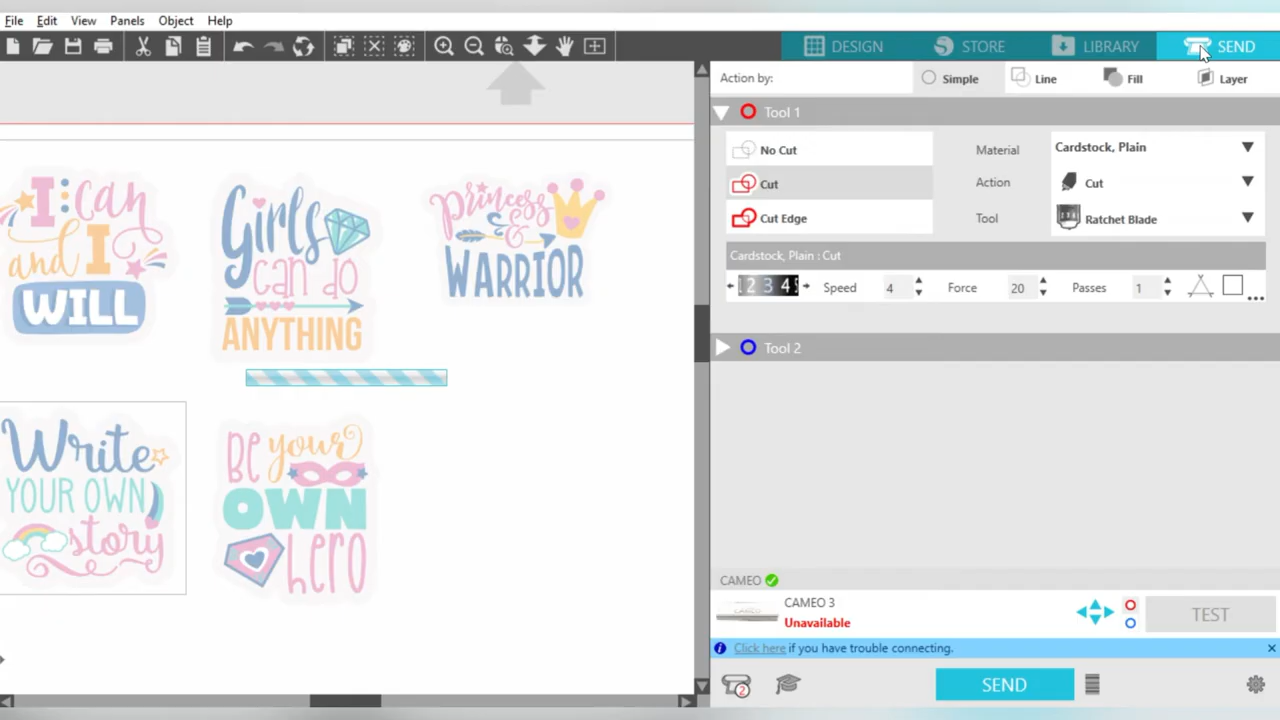 File Edit View Panels Object Help
DESIGN STORE LIBRARY SEND
Action by: Simple Line Fill Layer
Tool 1
No Cut
Cut
Cut Edge
Material Cardstock, Plain
Action Cut
Tool Ratchet Blade
Cardstock, Plain : Cut
1 2 3 4 Speed 4 Force 20 Passes 1
Tool 2
I can
and I
WILL
Girls
can do
ANYTHING
princess
&
WARRIOR
Write
YOUR OWN
story
BE your
OWN
hero
CAMEO
CAMEO 3
Unavailable
TEST
Click here if you have trouble connecting.
2
SEND